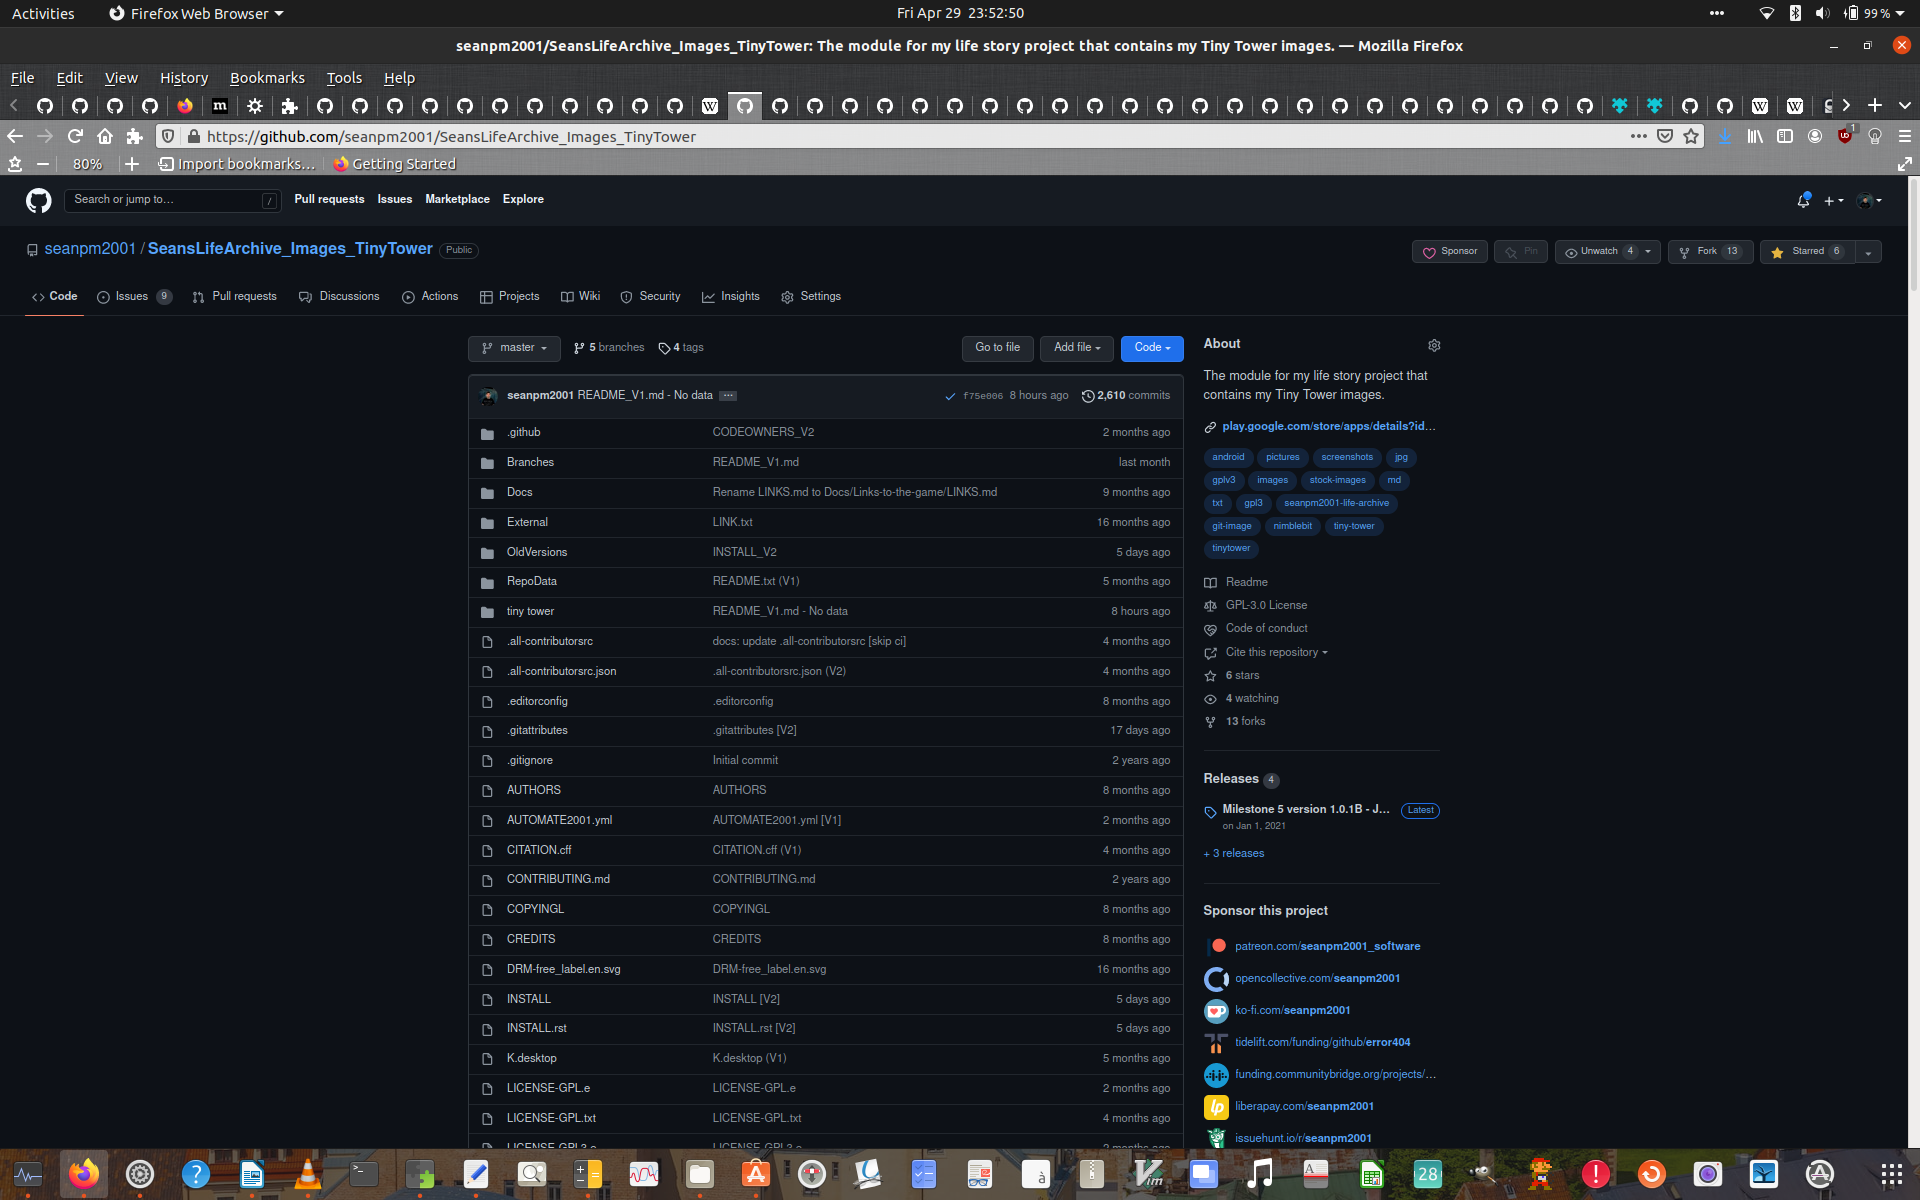 Activities
Firefox Web Browser
Fri Apr 29 23:52:50
99 %
seanpm2001/SeansLifeArchive_Images_TinyTower: The module for my life story project that contains my Tiny Tower images. — Mozilla Firefox
File Edit View History Bookmarks Tools Help
https://github.com/seanpm2001/SeansLifeArchive_Images_TinyTower
80%
Import bookmarks...
Getting Started
Search or jump to...
/
Pull requests Issues Marketplace Explore
seanpm2001 / SeansLifeArchive_Images_TinyTower Public
Sponsor
Pin
Unwatch 4
Fork 13
Starred 6
Code
Issues 9
Pull requests
Discussions
Actions
Projects
Wiki
Security
Insights
Settings
master
5 branches
4 tags
Go to file
Add file
Code
seanpm2001 README_V1.md - No data ... f75e006 8 hours ago 2,610 commits
.github CODEOWNERS_V2 2 months ago
Branches README_V1.md last month
Docs Rename LINKS.md to Docs/Links-to-the-game/LINKS.md 9 months ago
External LINK.txt 16 months ago
OldVersions INSTALL_V2 5 days ago
RepoData README.txt (V1) 5 months ago
tiny tower README_V1.md - No data 8 hours ago
.all-contributorsrc docs: update .all-contributorsrc [skip ci] 4 months ago
.all-contributorsrc.json .all-contributorsrc.json (V2) 4 months ago
.editorconfig .editorconfig 8 months ago
.gitattributes .gitattributes [V2] 17 days ago
.gitignore Initial commit 2 years ago
AUTHORS AUTHORS 8 months ago
AUTOMATE2001.yml AUTOMATE2001.yml [V1] 2 months ago
CITATION.cff CITATION.cff (V1) 4 months ago
CONTRIBUTING.md CONTRIBUTING.md 2 years ago
COPYINGL COPYINGL 8 months ago
CREDITS CREDITS 8 months ago
DRM-free_label.en.svg DRM-free_label.en.svg 16 months ago
INSTALL INSTALL [V2] 5 days ago
INSTALL.rst INSTALL.rst [V2] 5 days ago
K.desktop K.desktop (V1) 5 months ago
LICENSE-GPL.e LICENSE-GPL.e 2 months ago
LICENSE-GPL.txt LICENSE-GPL.txt 4 months ago
About
The module for my life story project that
contains my Tiny Tower images.
play.google.com/store/apps/details?id...
android pictures screenshots jpg
gplv3 images stock-images md
txt gpl3 seanpm2001-life-archive
git-image nimblebit tiny-tower
tinytower
Readme
GPL-3.0 License
Code of conduct
Cite this repository
6 stars
4 watching
13 forks
Releases 4
Milestone 5 version 1.0.1B - J... Latest
on Jan 1, 2021
+ 3 releases
Sponsor this project
patreon.com/seanpm2001_software
opencollective.com/seanpm2001
ko-fi.com/seanpm2001
tidelift.com/funding/github/error404
funding.communitybridge.org/projects/...
liberapay.com/seanpm2001
issuehunt.io/r/seanpm2001
28